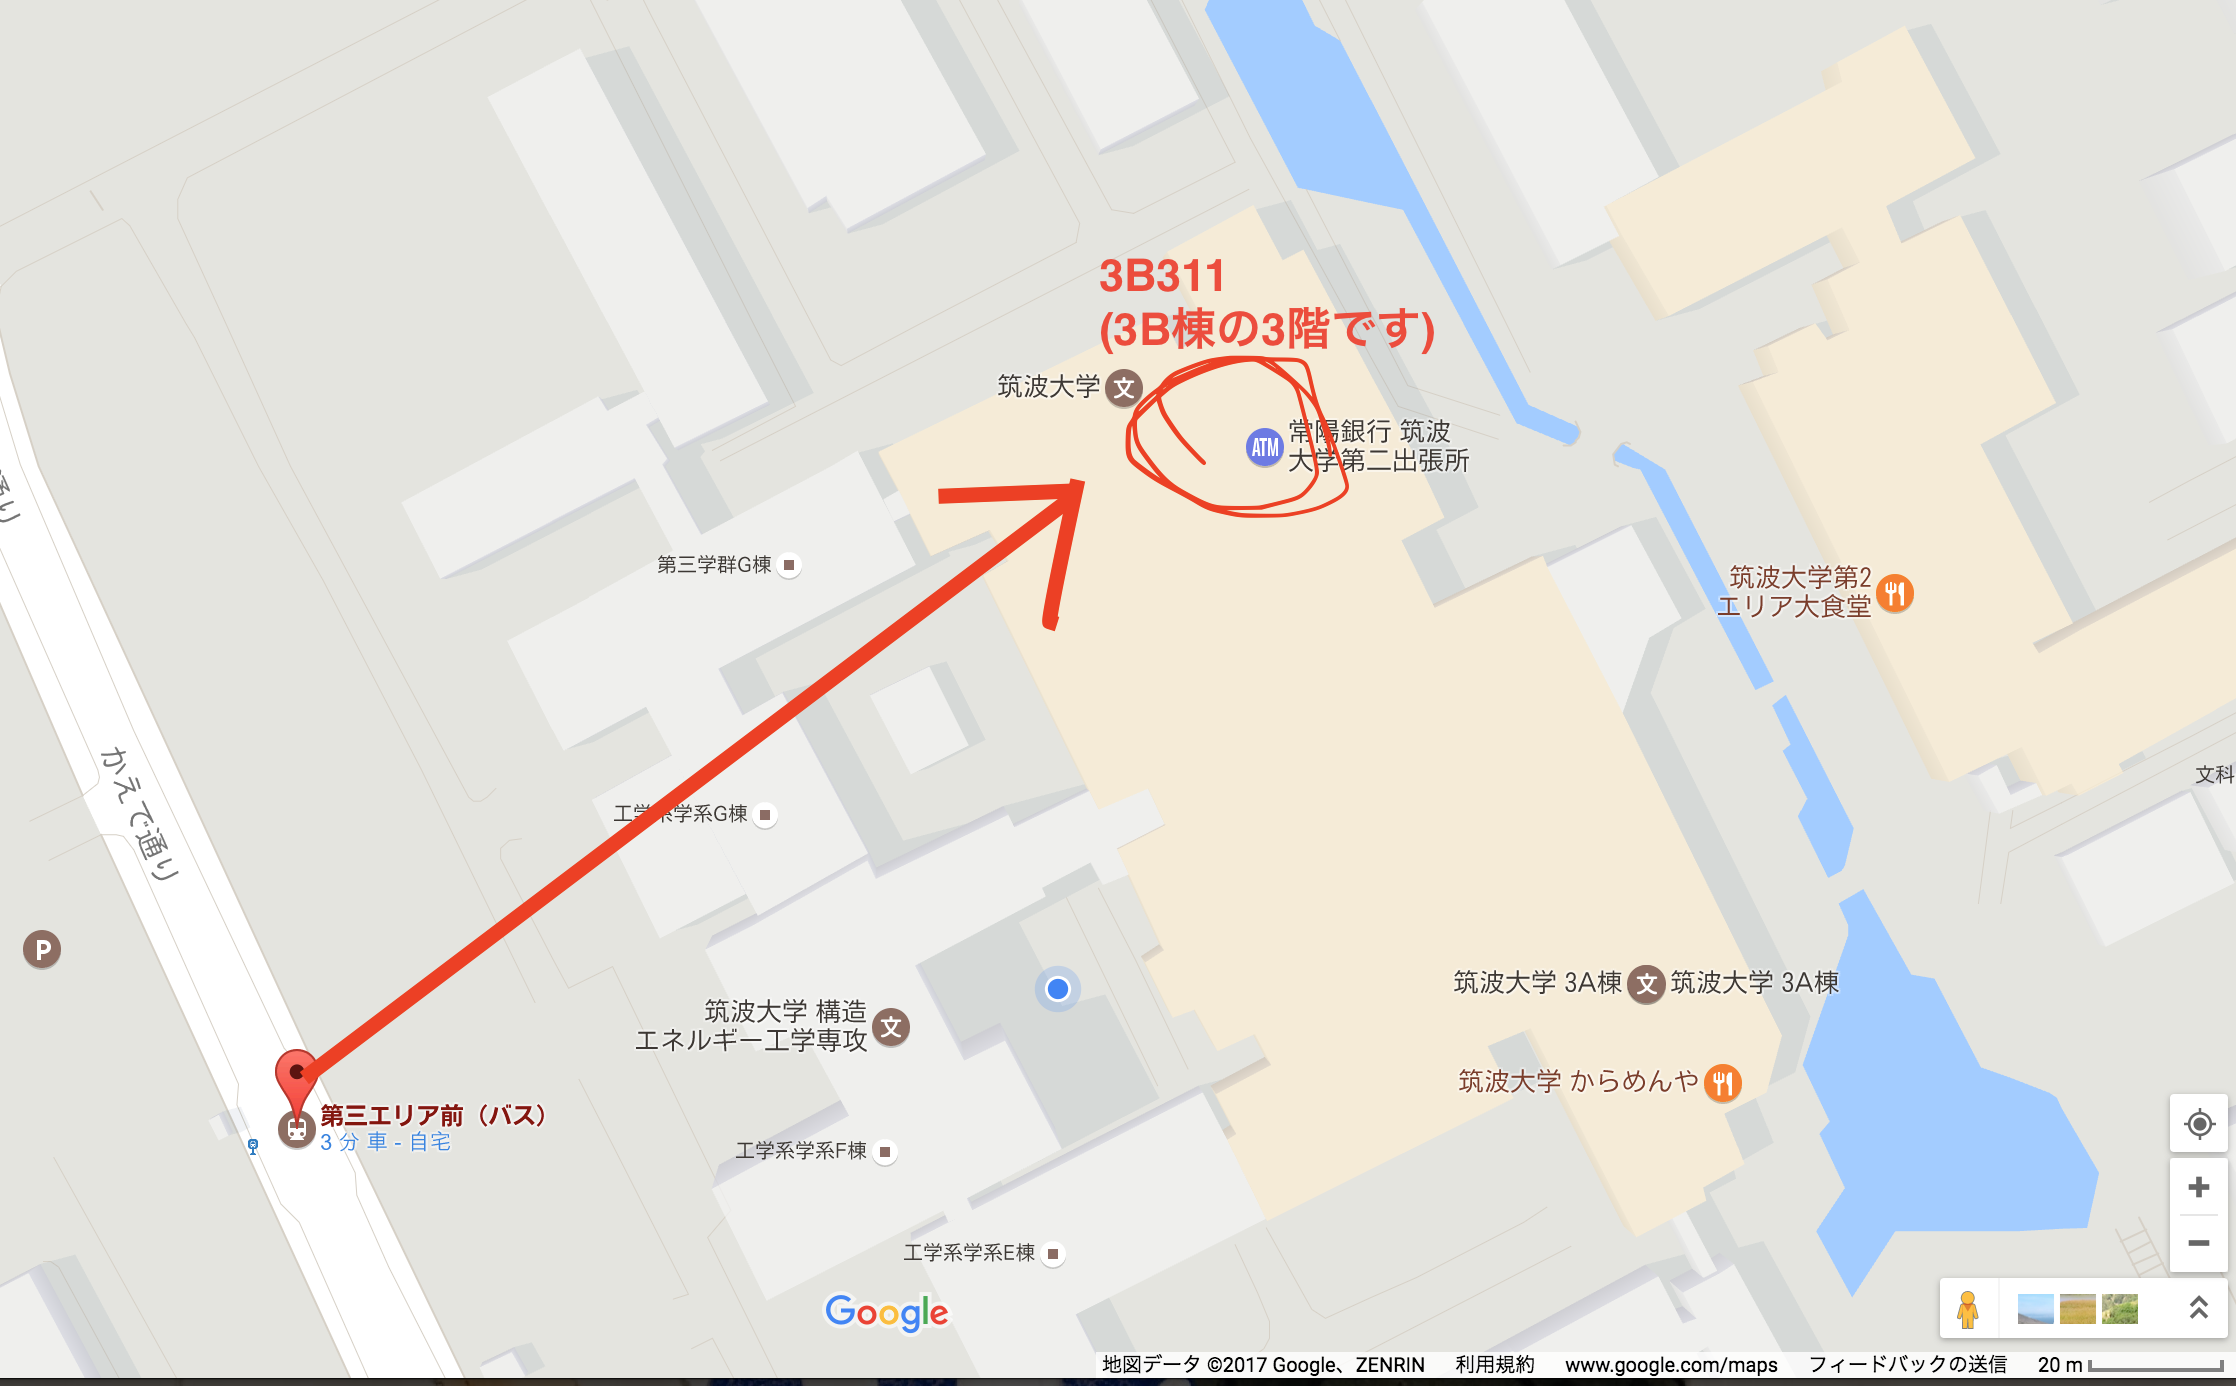 3B311
(3B棟の3階です)
筑波大学
常陽銀行 筑波
大学第二出張所
ATM
第三学群G棟
筑波大学第2
エリア大食堂
かえで通り
工学系学系G棟
文科
P
筑波大学 3A棟
筑波大学 3A棟
筑波大学 構造
エネルギー工学専攻
筑波大学 からめんや
第三エリア前（バス）
3 分 車 - 自宅
工学系学系F棟
工学系学系E棟
Google
地図データ ©2017 Google、ZENRIN 利用規約 www.google.com/maps フィードバックの送信 20 m